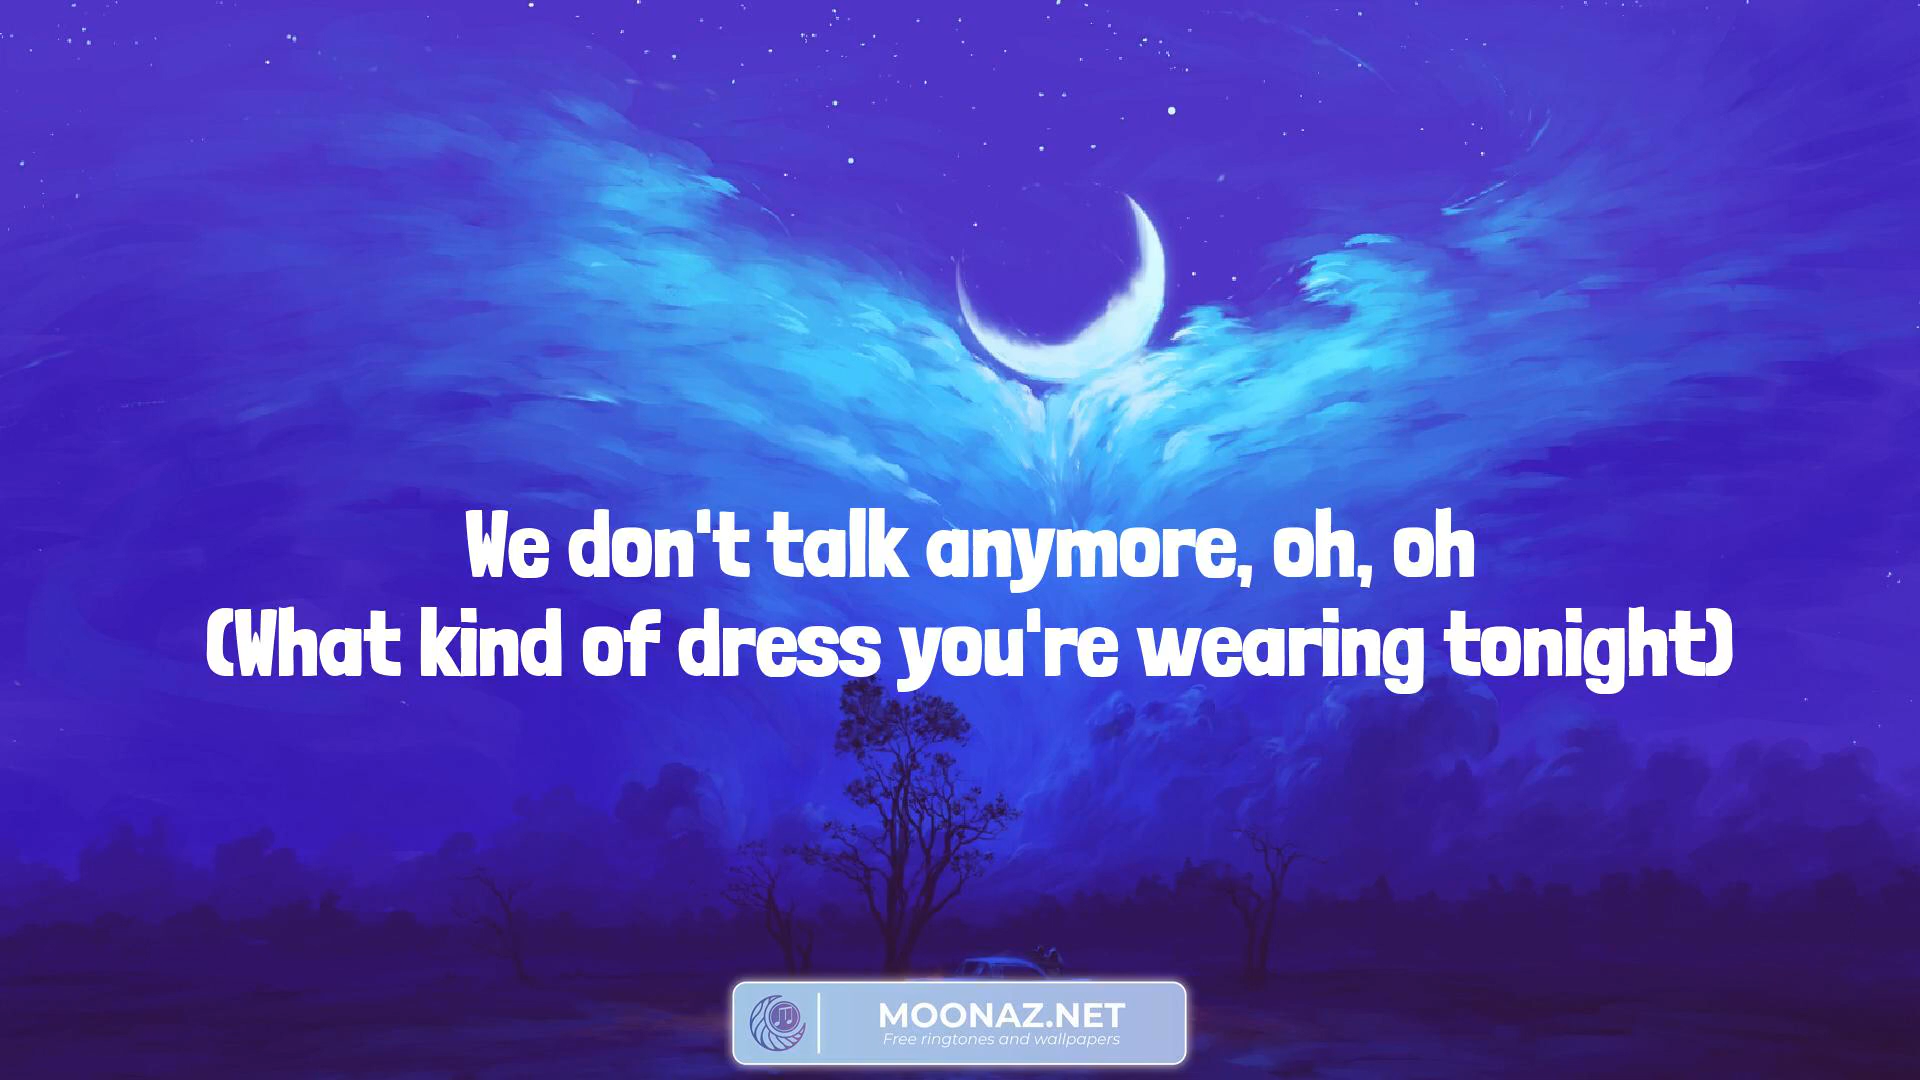 We don't talk anymore, oh, oh
(What kind of dress you're wearing tonight)
MOONAZ.NET
Free ringtones and wallpapers